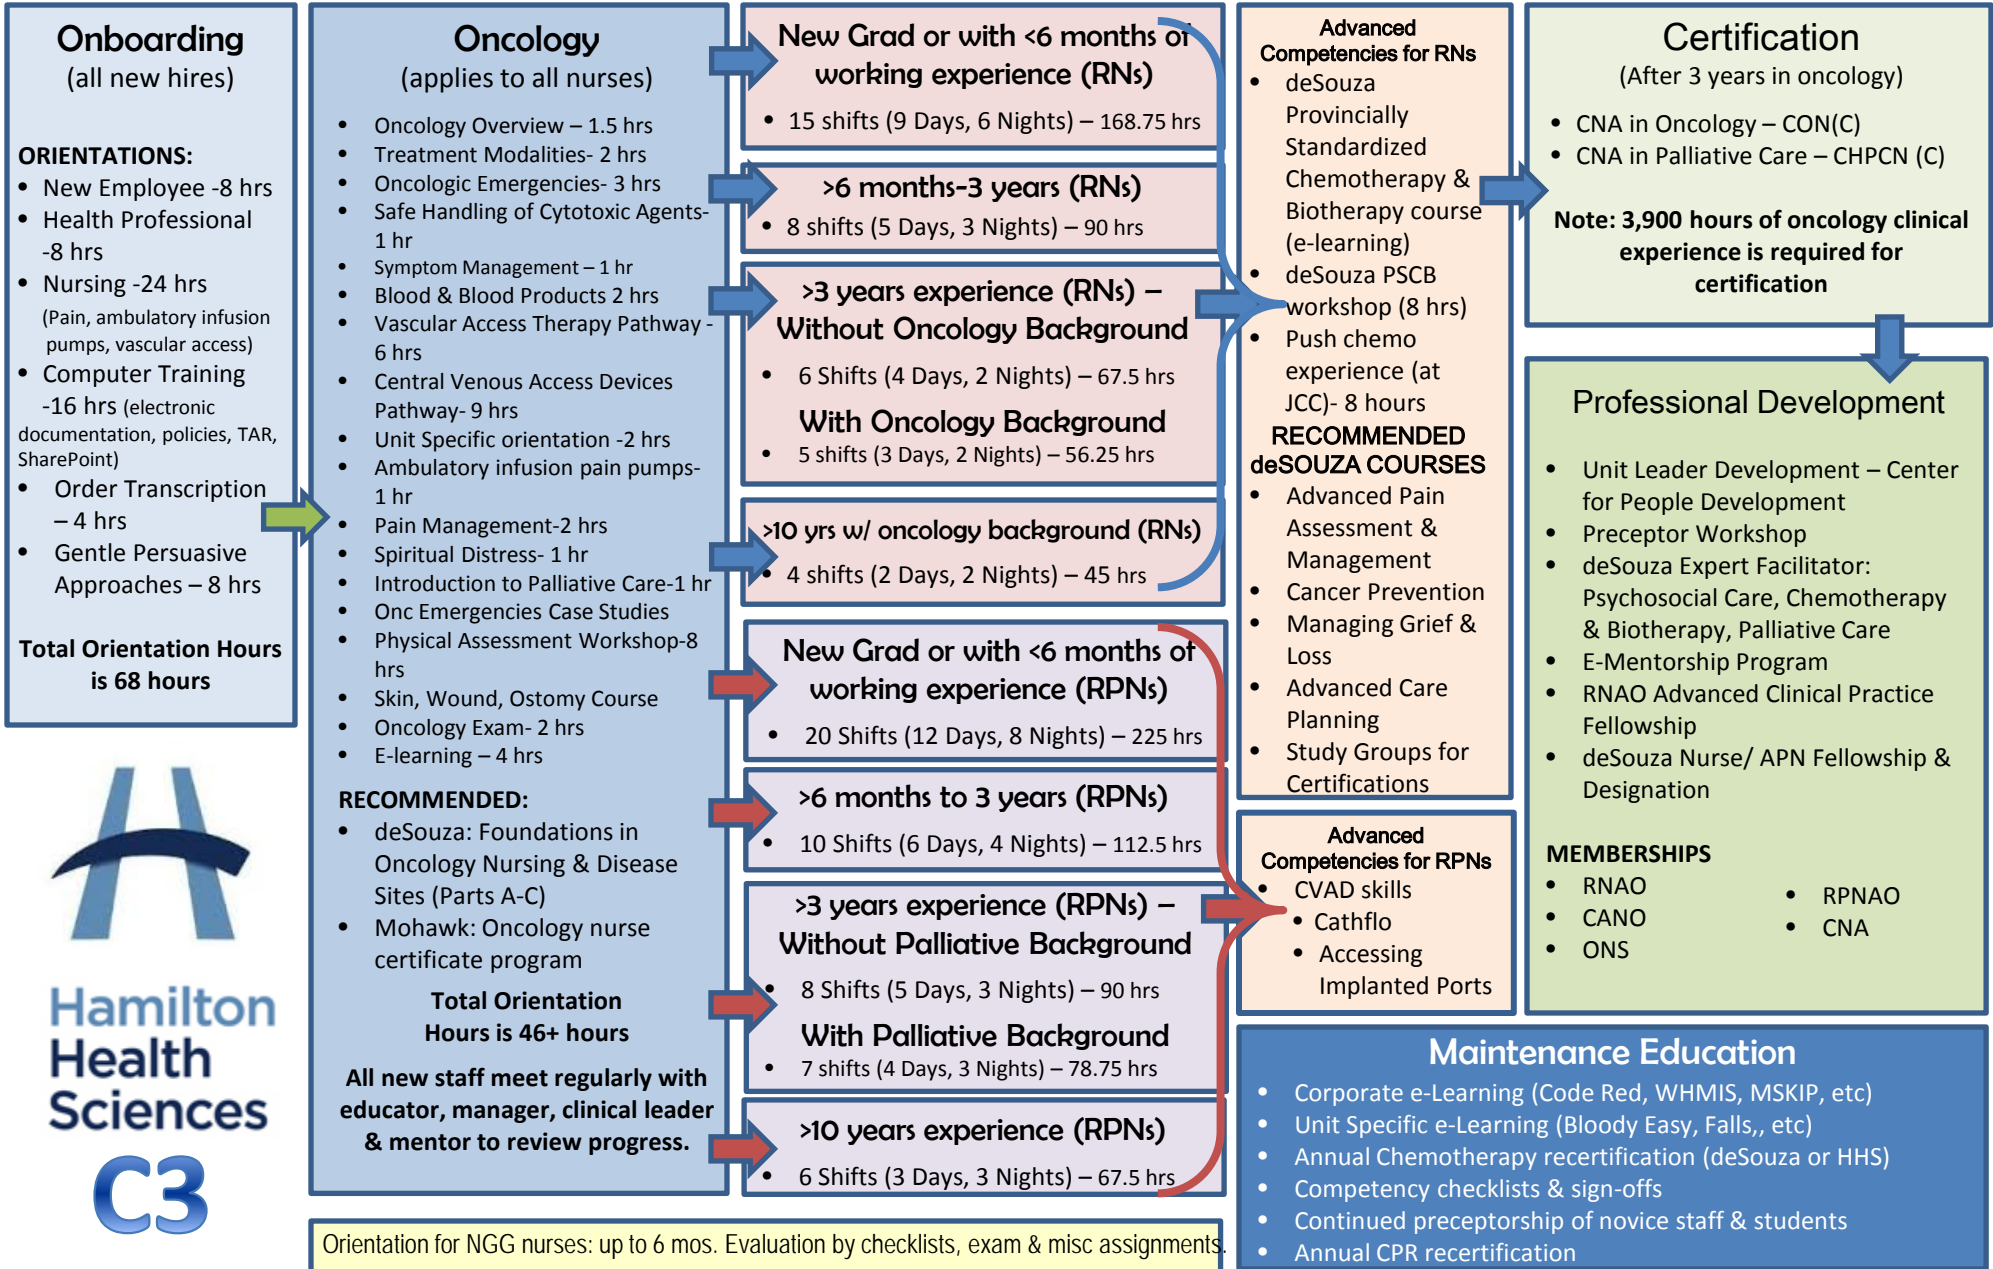 Onboarding
(all new hires)
ORIENTATIONS:
• New Employee -8 hrs
• Health Professional
-8 hrs
• Nursing -24 hrs
(Pain, ambulatory infusion
pumps, vascular access)
• Computer Training
-16 hrs (electronic
documentation, policies, TAR,
SharePoint)
• Order Transcription
– 4 hrs
• Gentle Persuasive
Approaches – 8 hrs
Total Orientation Hours
is 68 hours
Hamilton
Health
Sciences
C3
Oncology
(applies to all nurses)
• Oncology Overview – 1.5 hrs
• Treatment Modalities- 2 hrs
• Oncologic Emergencies- 3 hrs
• Safe Handling of Cytotoxic Agents-
1 hr
• Symptom Management – 1 hr
• Blood & Blood Products 2 hrs
• Vascular Access Therapy Pathway -
6 hrs
• Central Venous Access Devices
Pathway- 9 hrs
• Unit Specific orientation -2 hrs
• Ambulatory infusion pain pumps-
1 hr
• Pain Management-2 hrs
• Spiritual Distress- 1 hr
• Introduction to Palliative Care-1 hr
• Onc Emergencies Case Studies
• Physical Assessment Workshop-8
hrs
• Skin, Wound, Ostomy Course
• Oncology Exam- 2 hrs
• E-learning – 4 hrs
RECOMMENDED:
• deSouza: Foundations in
Oncology Nursing & Disease
Sites (Parts A-C)
• Mohawk: Oncology nurse
certificate program
Total Orientation
Hours is 46+ hours
All new staff meet regularly with
educator, manager, clinical leader
& mentor to review progress.
New Grad or with <6 months of
working experience (RNs)
• 15 shifts (9 Days, 6 Nights) – 168.75 hrs
>6 months-3 years (RNs)
• 8 shifts (5 Days, 3 Nights) – 90 hrs
>3 years experience (RNs) –
Without Oncology Background
• 6 Shifts (4 Days, 2 Nights) – 67.5 hrs
With Oncology Background
• 5 shifts (3 Days, 2 Nights) – 56.25 hrs
>10 yrs w/ oncology background (RNs)
• 4 shifts (2 Days, 2 Nights) – 45 hrs
New Grad or with <6 months of
working experience (RPNs)
• 20 Shifts (12 Days, 8 Nights) – 225 hrs
>6 months to 3 years (RPNs)
• 10 Shifts (6 Days, 4 Nights) – 112.5 hrs
>3 years experience (RPNs) –
Without Palliative Background
• 8 Shifts (5 Days, 3 Nights) – 90 hrs
With Palliative Background
• 7 shifts (4 Days, 3 Nights) – 78.75 hrs
>10 years experience (RPNs)
• 6 Shifts (3 Days, 3 Nights) – 67.5 hrs
Orientation for NGG nurses: up to 6 mos. Evaluation by checklists, exam & misc assignments.
Advanced
Competencies for RNs
• deSouza
Provincially
Standardized
Chemotherapy &
Biotherapy course
(e-learning)
• deSouza PSCB
workshop (8 hrs)
• Push chemo
experience (at
JCC)- 8 hours
RECOMMENDED
deSOUZA COURSES
• Advanced Pain
Assessment &
Management
• Cancer Prevention
• Managing Grief &
Loss
• Advanced Care
Planning
• Study Groups for
Certifications
Advanced
Competencies for RPNs
• CVAD skills
• Cathflo
• Accessing
Implanted Ports
Certification
(After 3 years in oncology)
• CNA in Oncology – CON(C)
• CNA in Palliative Care – CHPCN (C)
Note: 3,900 hours of oncology clinical
experience is required for
certification
Professional Development
• Unit Leader Development – Center
for People Development
• Preceptor Workshop
• deSouza Expert Facilitator:
Psychosocial Care, Chemotherapy
& Biotherapy, Palliative Care
• E-Mentorship Program
• RNAO Advanced Clinical Practice
Fellowship
• deSouza Nurse/ APN Fellowship &
Designation
MEMBERSHIPS
• RNAO
• CANO
• ONS
• RPNAO
• CNA
Maintenance Education
• Corporate e-Learning (Code Red, WHMIS, MSKIP, etc)
• Unit Specific e-Learning (Bloody Easy, Falls,, etc)
• Annual Chemotherapy recertification (deSouza or HHS)
• Competency checklists & sign-offs
• Continued preceptorship of novice staff & students
• Annual CPR recertification